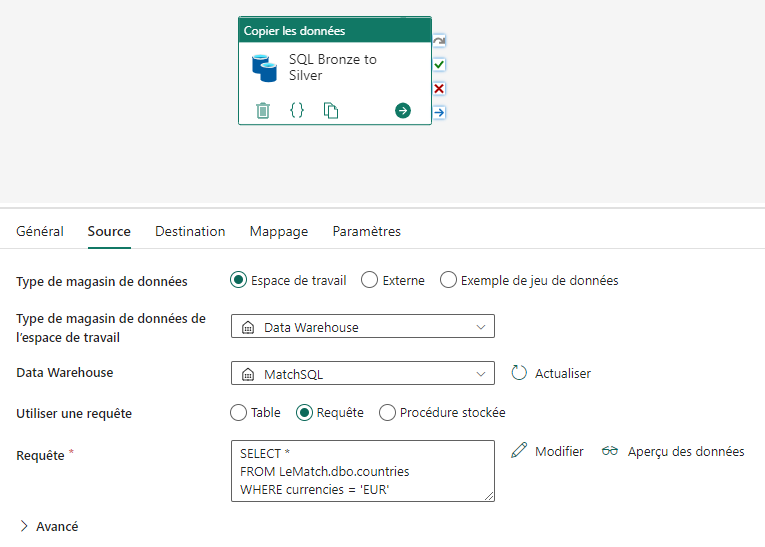 Copier les données
SQL Bronze to
Silver
Général Source Destination Mappage Paramètres
Type de magasin de données Espace de travail Externe Exemple de jeu de données
Type de magasin de données de
l’espace de travail
Data Warehouse
Data Warehouse MatchSQL Actualiser
Utiliser une requête Table Requête Procédure stockée
Requête *
SELECT *
FROM LeMatch.dbo.countries
WHERE currencies = 'EUR'
Modifier Aperçu des données
Avancé